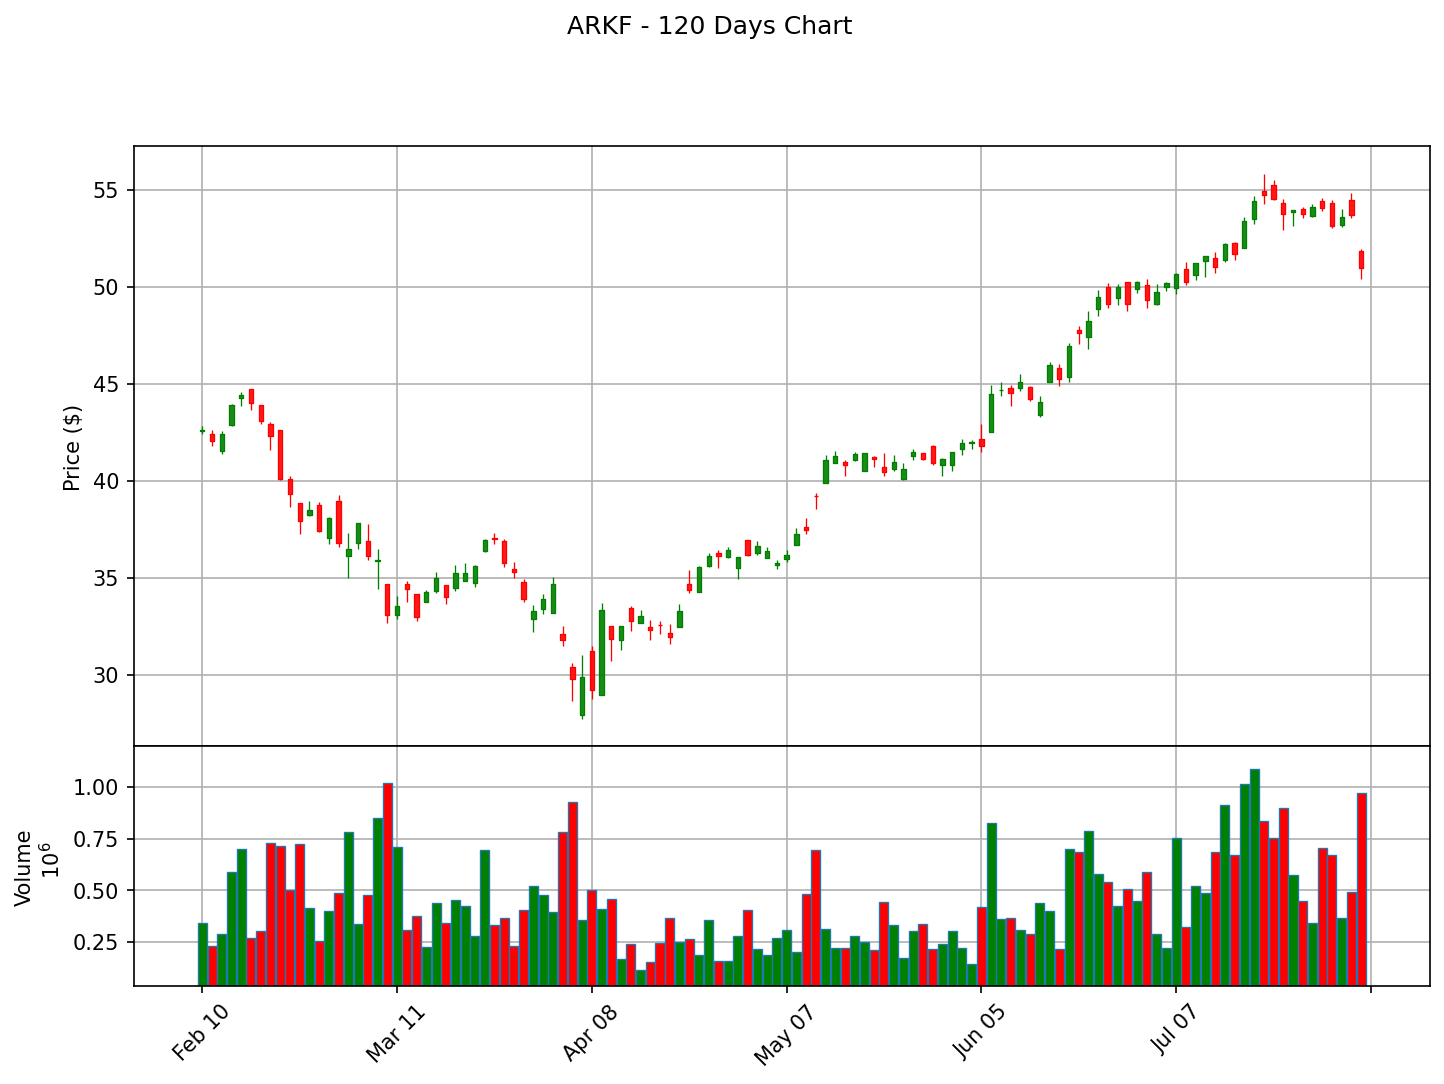 ARKF - 120 Days Chart
Price ($)
55
50
45
40
35
30
Volume
10⁶
1.00
0.75
0.50
0.25
Feb 10
Mar 11
Apr 08
May 07
Jun 05
Jul 07